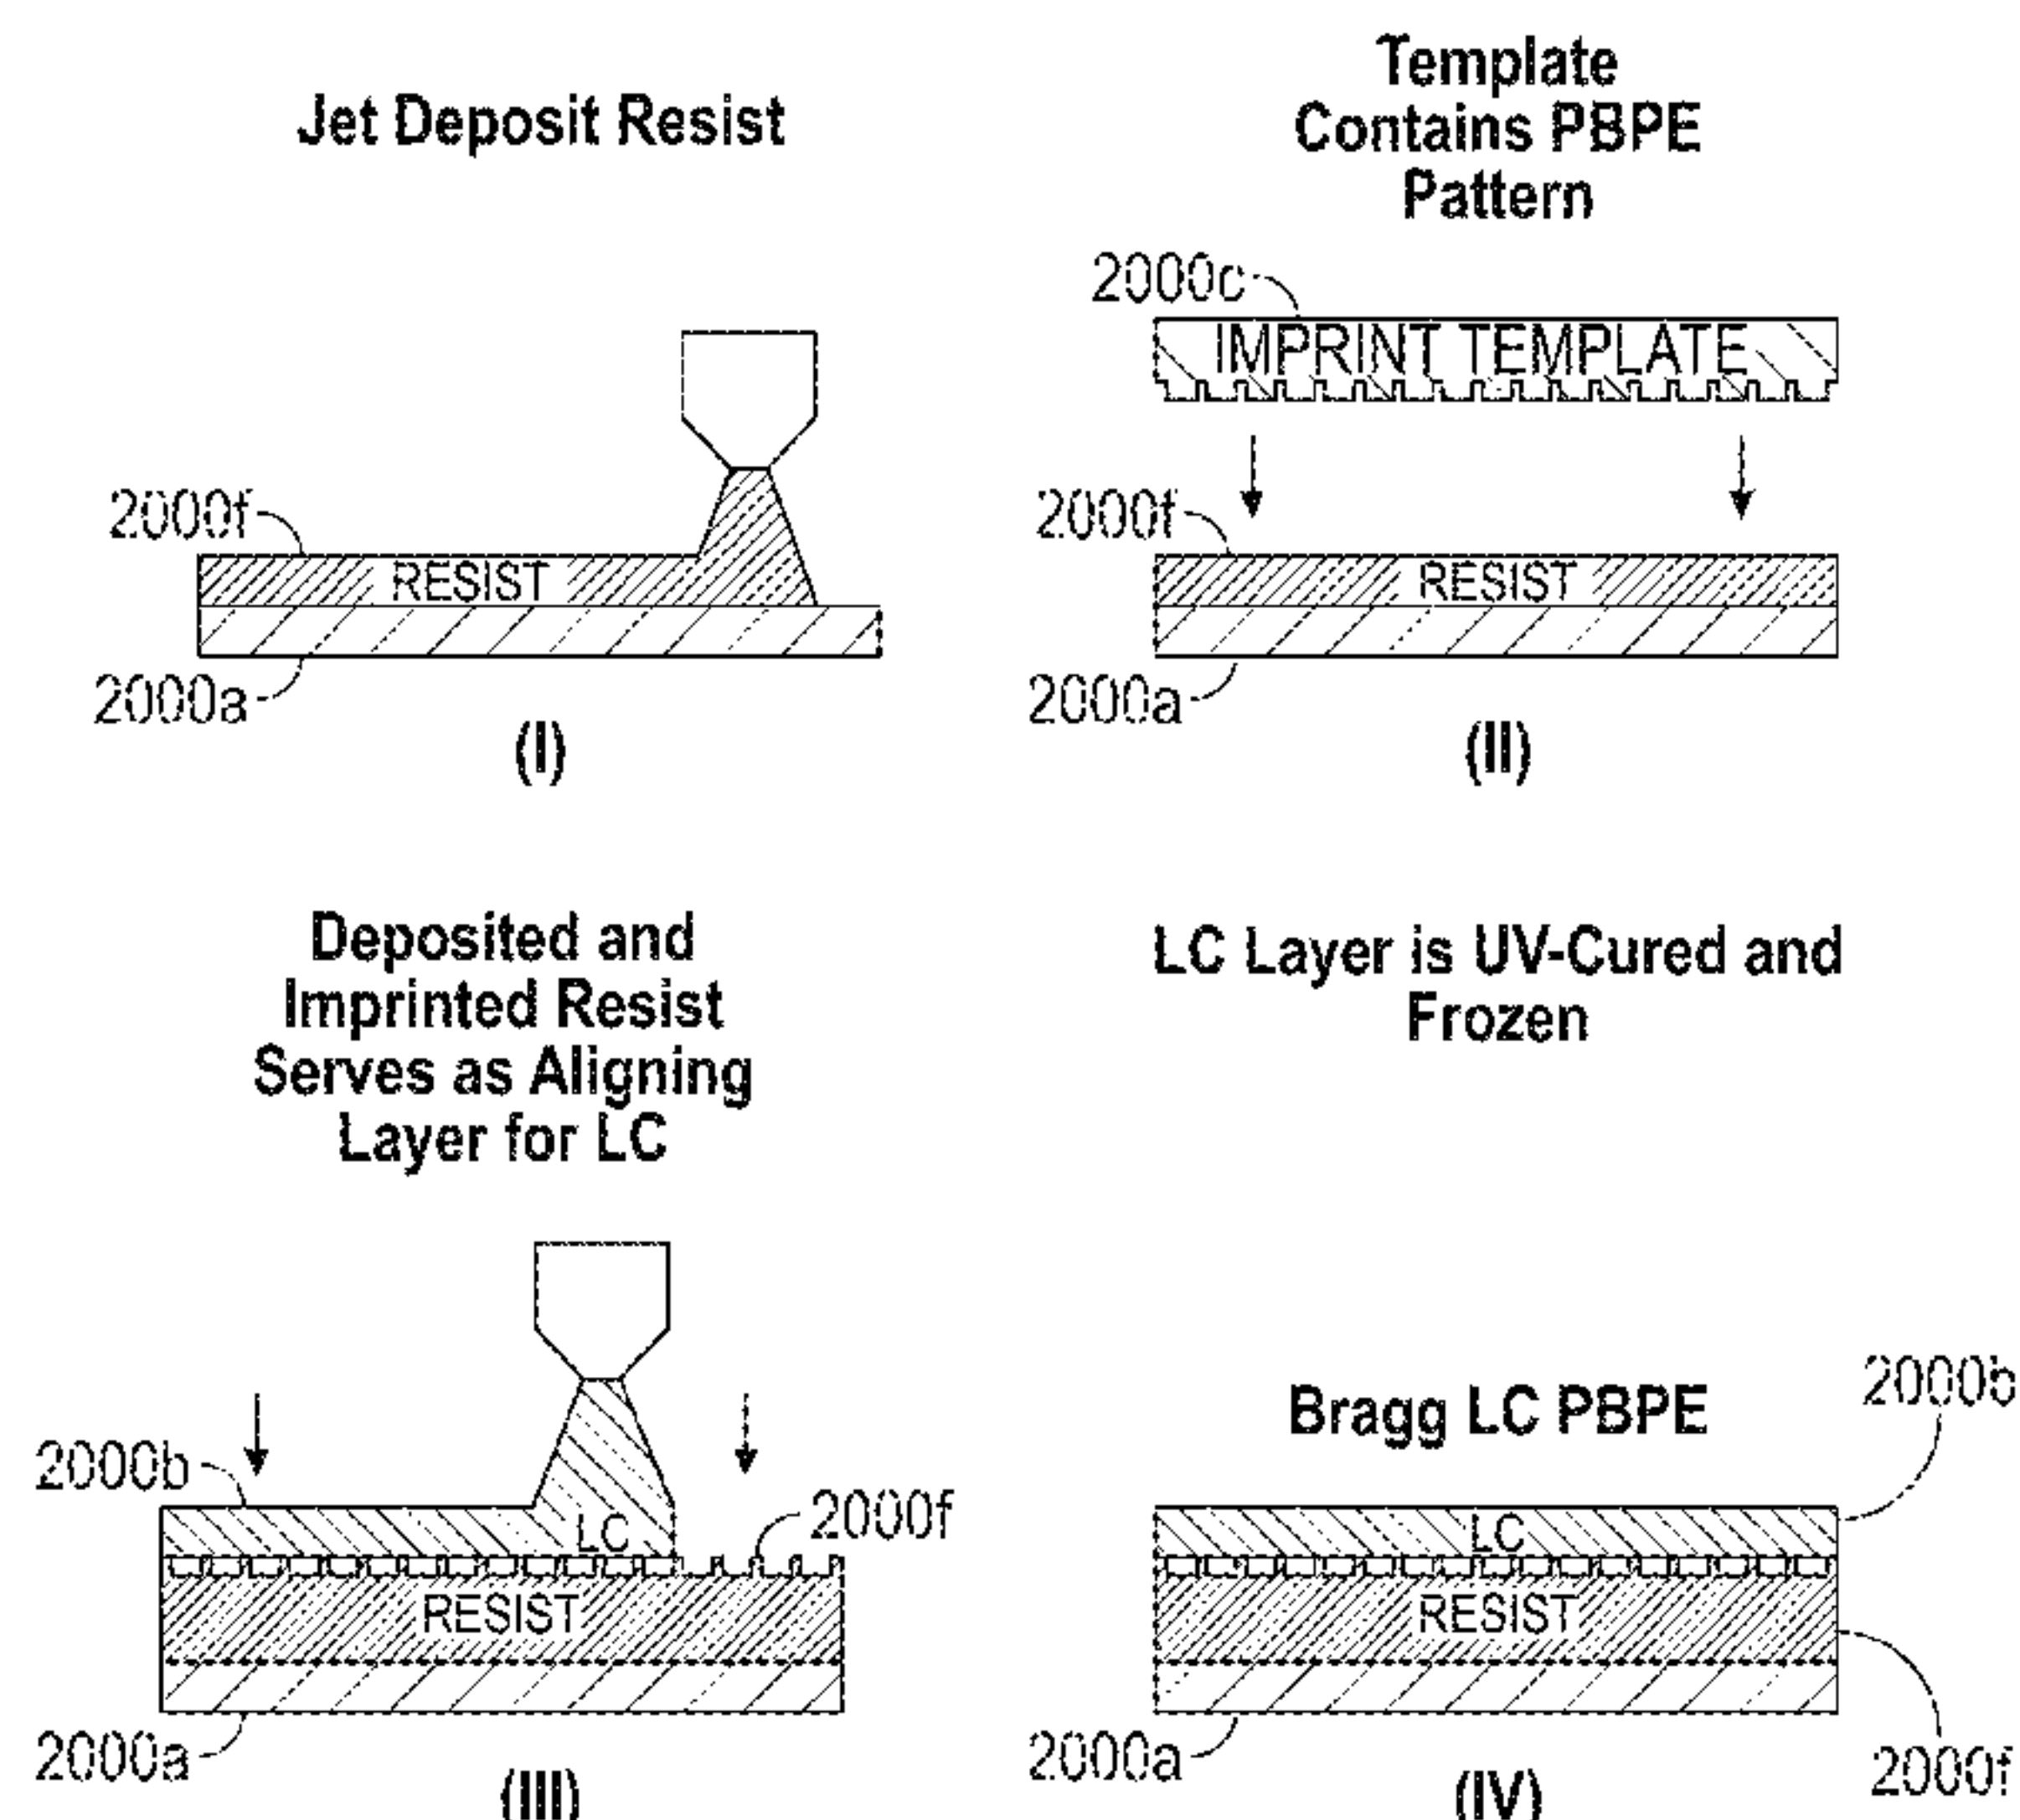 Jet Deposit Resist
2000f
RESIST
2000a
(I)
Template
Contains PBPE
Pattern
2000c
IMPRINT TEMPLATE
2000f
RESIST
2000a
(II)
Deposited and
Imprinted Resist
Serves as Aligning
Layer for LC
2000b
LC
2000f
RESIST
2000a
(III)
LC Layer is UV-Cured and
Frozen
Bragg LC PBPE
2000b
LC
RESIST
2000a
2000f
(IV)